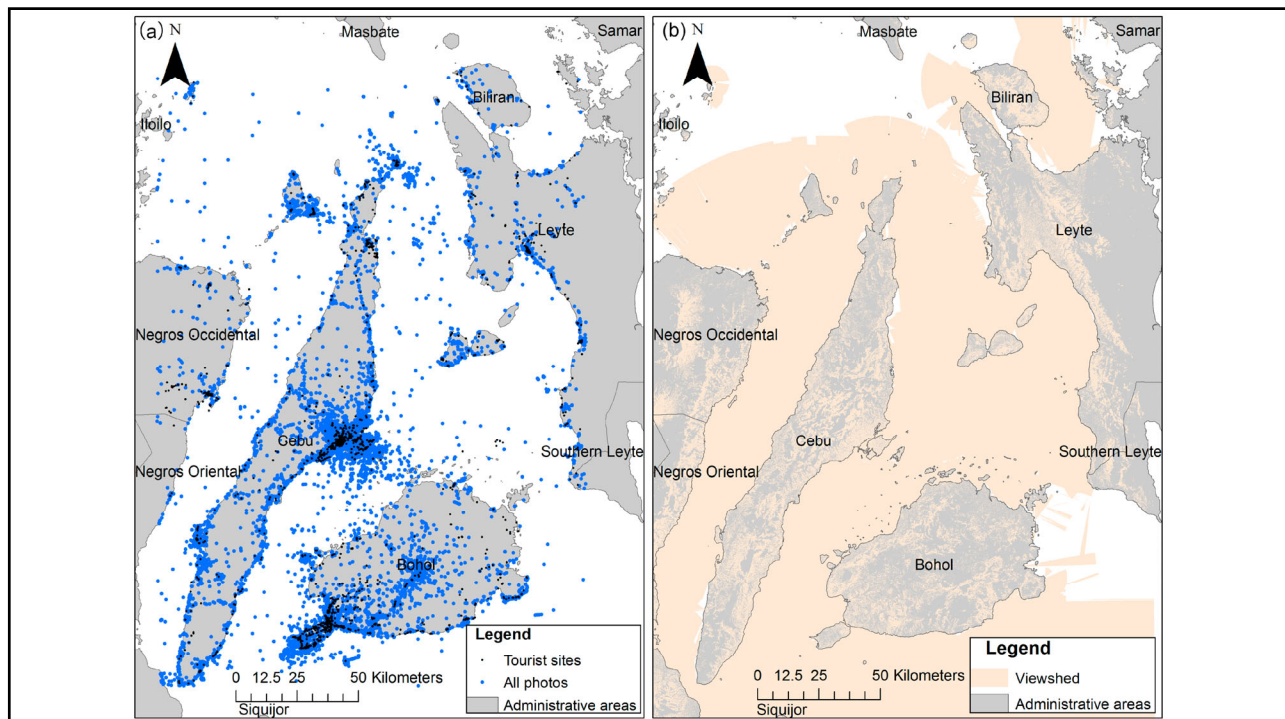 (a) N
Masbate
Samar
Biliran
Iloilo
Leyte
Negros Occidental
Cebu
Negros Oriental
Southern Leyte
Bohol
Legend
Tourist sites
All photos
Administrative areas
0 12.5 25 50 Kilometers
Siquijor
(b) N
Masbate
Samar
Biliran
Iloilo
Leyte
Negros Occidental
Cebu
Negros Oriental
Southern Leyte
Bohol
Legend
Viewshed
Administrative areas
0 12.5 25 50 Kilometers
Siquijor